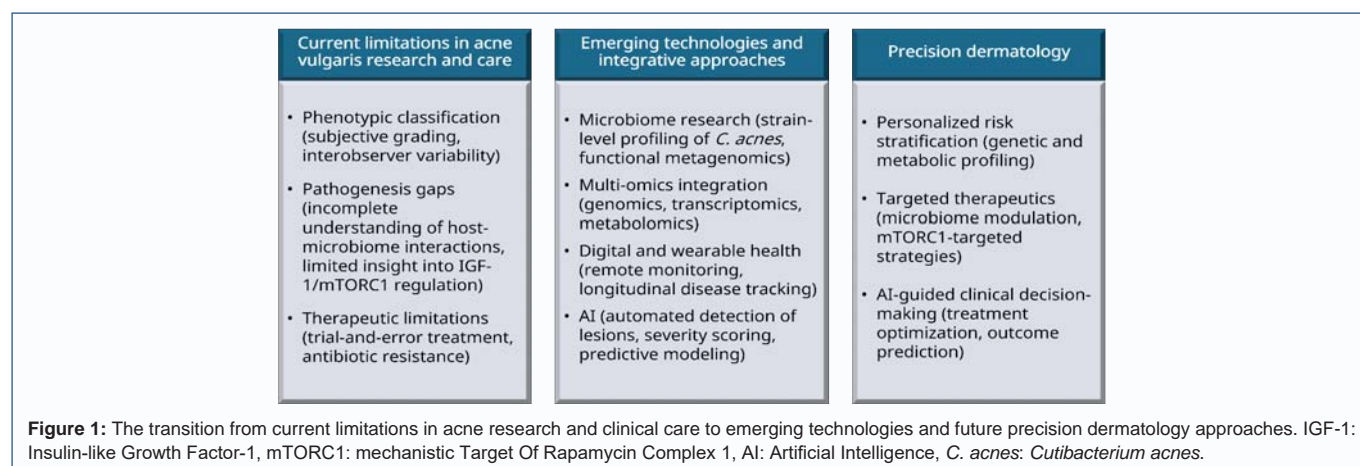 Current limitations in acne
vulgaris research and care
• Phenotypic classification
(subjective grading,
interobserver variability)
• Pathogenesis gaps
(incomplete
understanding of host-
microbiome interactions,
limited insight into IGF-
1/mTORC1 regulation)
• Therapeutic limitations
(trial-and-error treatment,
antibiotic resistance)
Emerging technologies and
integrative approaches
• Microbiome research (strain-
level profiling of C. acnes,
functional metagenomics)
• Multi-omics integration
(genomics, transcriptomics,
metabolomics)
• Digital and wearable health
(remote monitoring,
longitudinal disease tracking)
• AI (automated detection of
lesions, severity scoring,
predictive modeling)
Precision dermatology
• Personalized risk
stratification (genetic and
metabolic profiling)
• Targeted therapeutics
(microbiome modulation,
mTORC1-targeted
strategies)
• AI-guided clinical decision-
making (treatment
optimization, outcome
prediction)
Figure 1: The transition from current limitations in acne research and clinical care to emerging technologies and future precision dermatology approaches. IGF-1:
Insulin-like Growth Factor-1, mTORC1: mechanistic Target Of Rapamycin Complex 1, AI: Artificial Intelligence, C. acnes: Cutibacterium acnes.